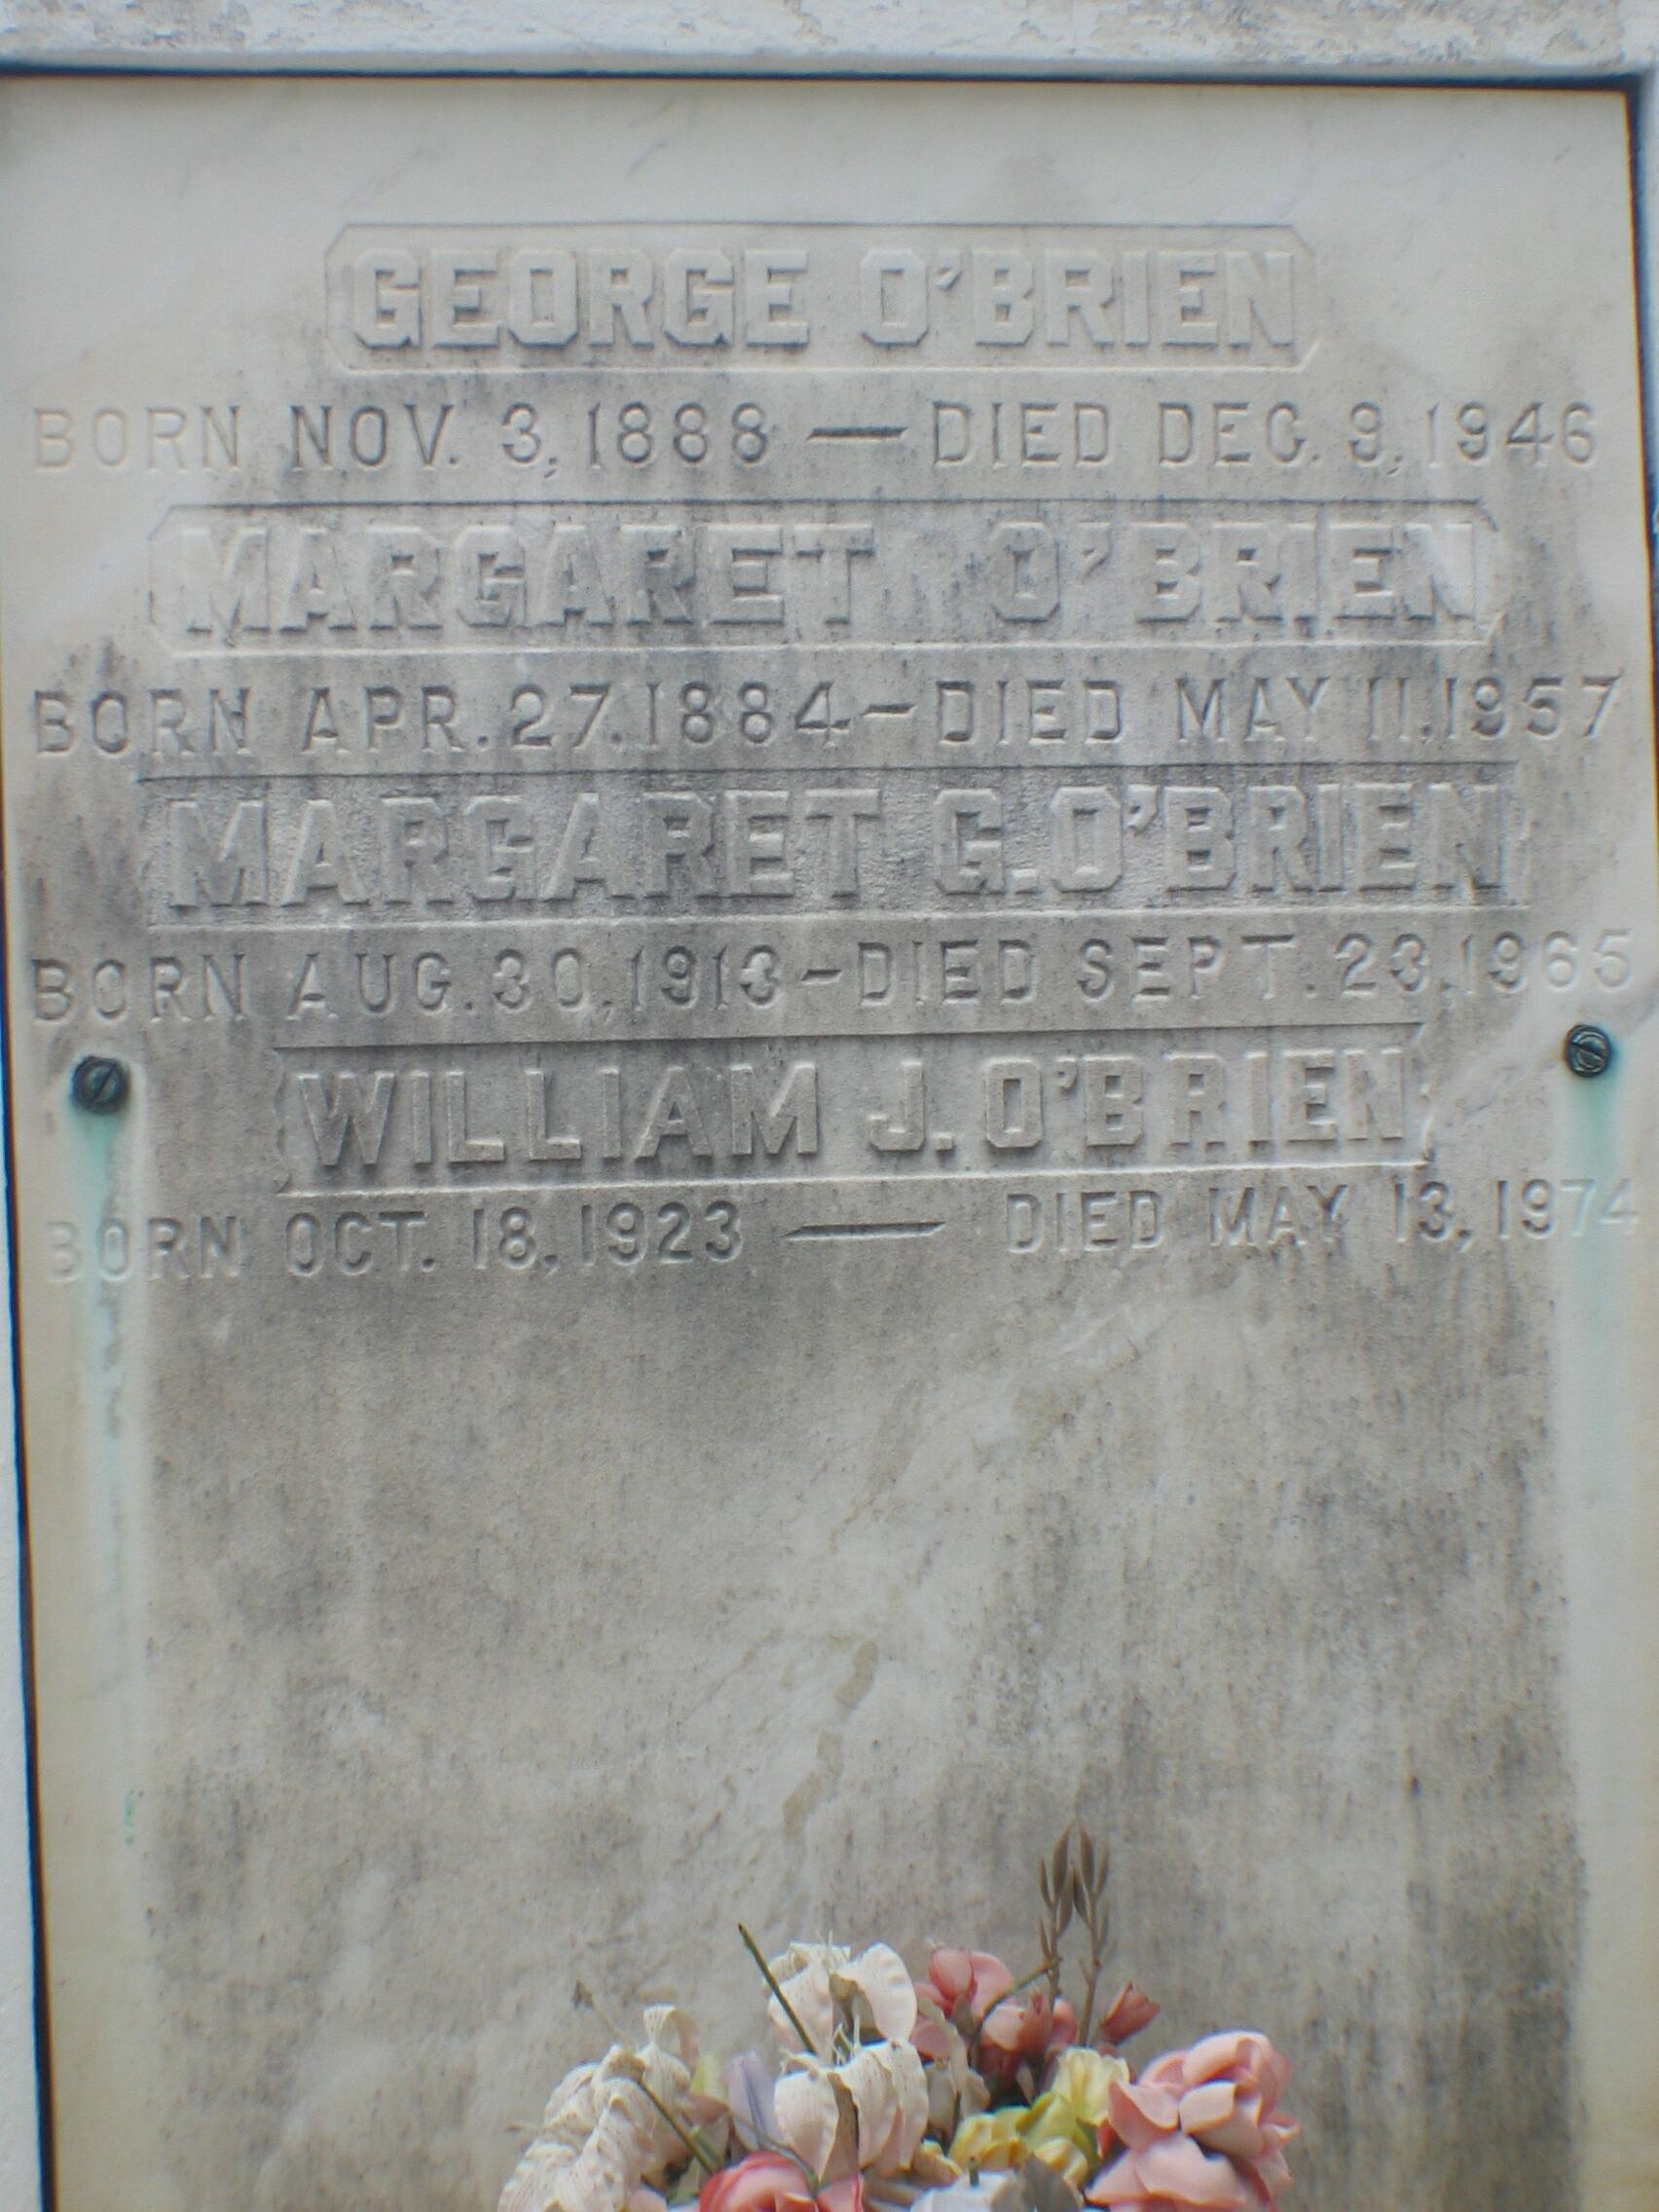 GEORGE O'BRIEN
BORN NOV. 3, 1888 — DIED DEC. 9, 1946
MARGARET O'BRIEN
BORN APR. 27. 1884 – DIED MAY 11. 1957
MARGARET G. O'BRIEN
BORN AUG. 30, 1913 – DIED SEPT. 23. 1965
WILLIAM J. O'BRIEN
BORN OCT. 18, 1923 — DIED MAY 13, 1974